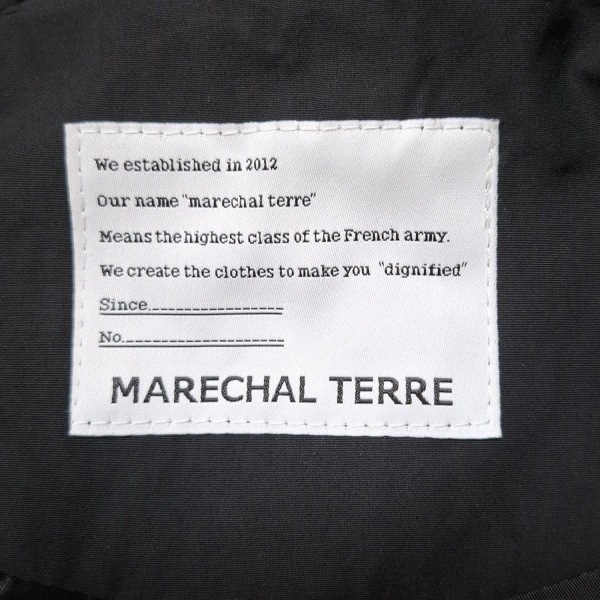 We established in 2012
Our name "marechal terre"
Means the highest class of the French army.
We create the clothes to make you "dignified"
Since
No.
MARECHAL TERRE